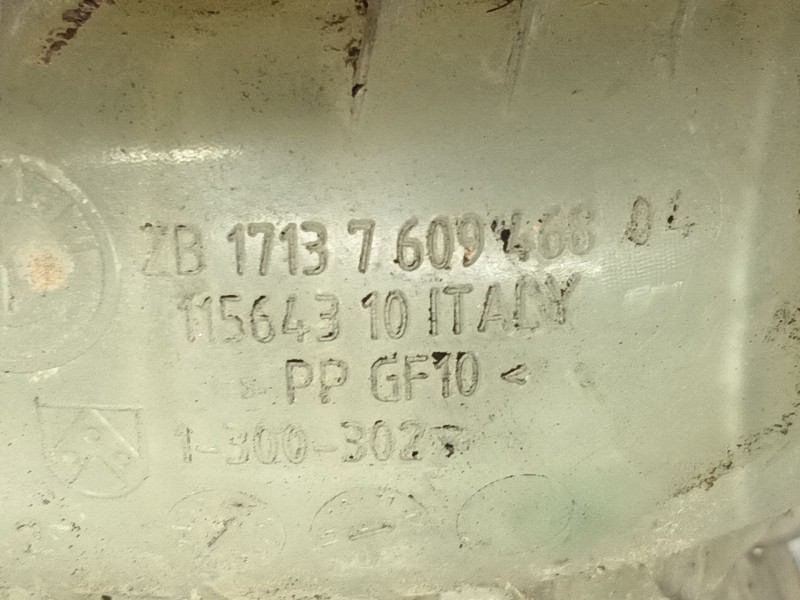 ZB 1713 7 609 468 04
115643 10 ITALY
PP GF10 <
1-300-302